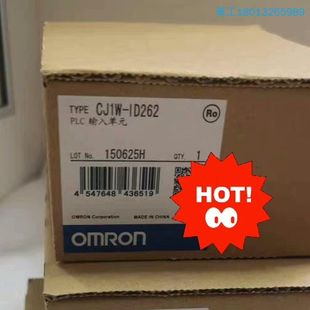 TYPE CJ1W-ID262
PLC 输入单元
Ro
LOT No. 150625H QTY. 1
4 547648 436519
OMRON Corporation MADE IN CHINA
OMRON
HOT!